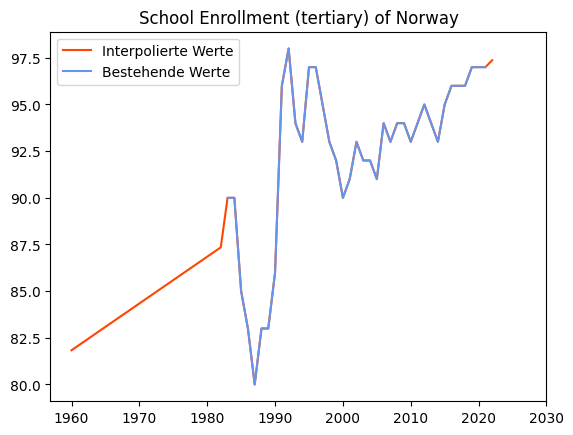 School Enrollment (tertiary) of Norway
Interpolierte Werte
Bestehende Werte
97.5
95.0
92.5
90.0
87.5
85.0
82.5
80.0
1960 1970 1980 1990 2000 2010 2020 2030